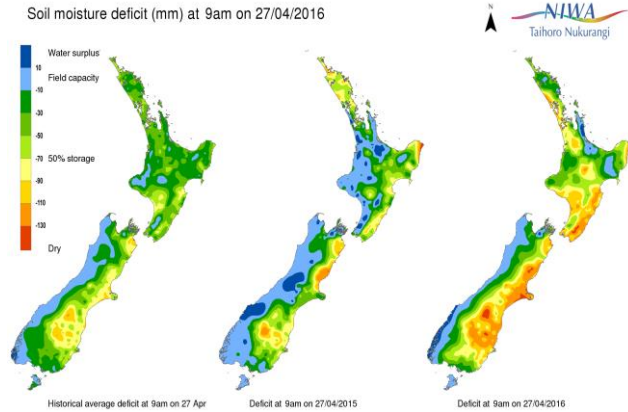 Soil moisture deficit (mm) at 9am on 27/04/2016
NIWA
Taihoro Nukurangi
Water surplus
10
Field capacity
-10
-30
-50
50% storage
-70
-90
-110
-130
Dry
Historical average deficit at 9am on 27 Apr
Deficit at 9am on 27/04/2015
Deficit at 9am on 27/04/2016